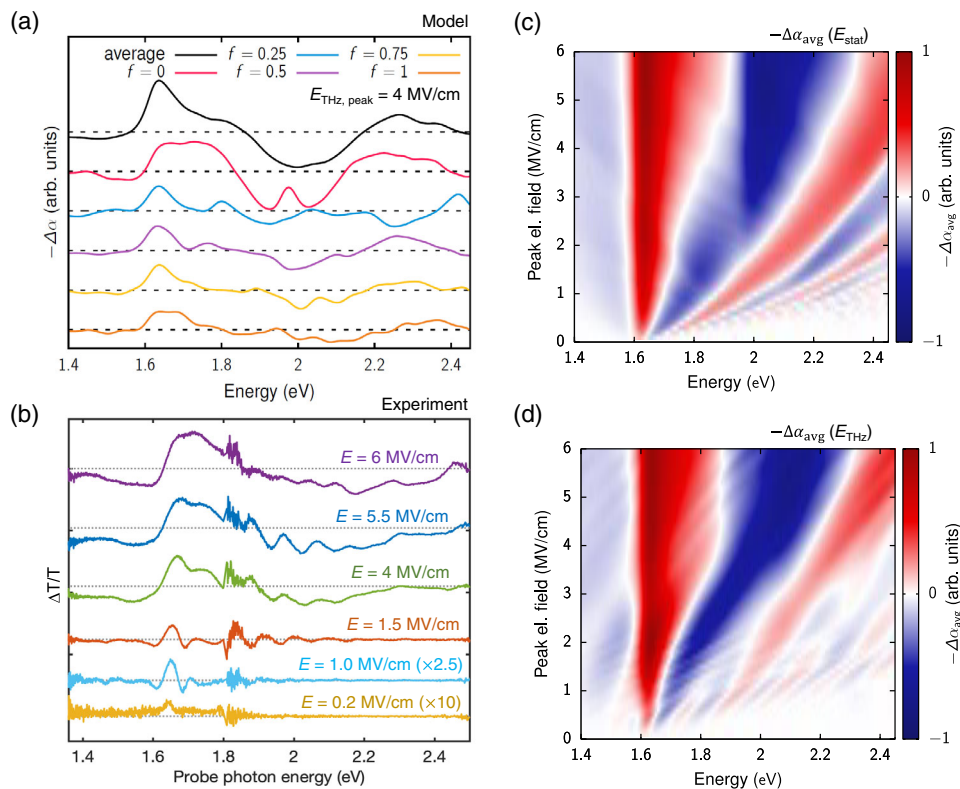 (a)
Model
average f = 0.25 f = 0.75
f = 0 f = 0.5 f = 1
E_THz, peak = 4 MV/cm
−Δα (arb. units)
1.4 1.6 1.8 2.0 2.2 2.4
Energy (eV)
(b)
Experiment
E = 6 MV/cm
E = 5.5 MV/cm
E = 4 MV/cm
E = 1.5 MV/cm
E = 1.0 MV/cm (×2.5)
E = 0.2 MV/cm (×10)
ΔT/T
1.4 1.6 1.8 2 2.2 2.4
Probe photon energy (eV)
(c)
−Δα_avg (E_stat)
6
5
4
3
2
1
0
Peak el. field (MV/cm)
1.4 1.6 1.8 2.0 2.2 2.4
Energy (eV)
1
0
−1
−Δα_avg (arb. units)
(d)
−Δα_avg (E_THz)
6
5
4
3
2
1
0
Peak el. field (MV/cm)
1.4 1.6 1.8 2 2.2 2.4
Energy (eV)
1
0
−1
−Δα_avg (arb. units)